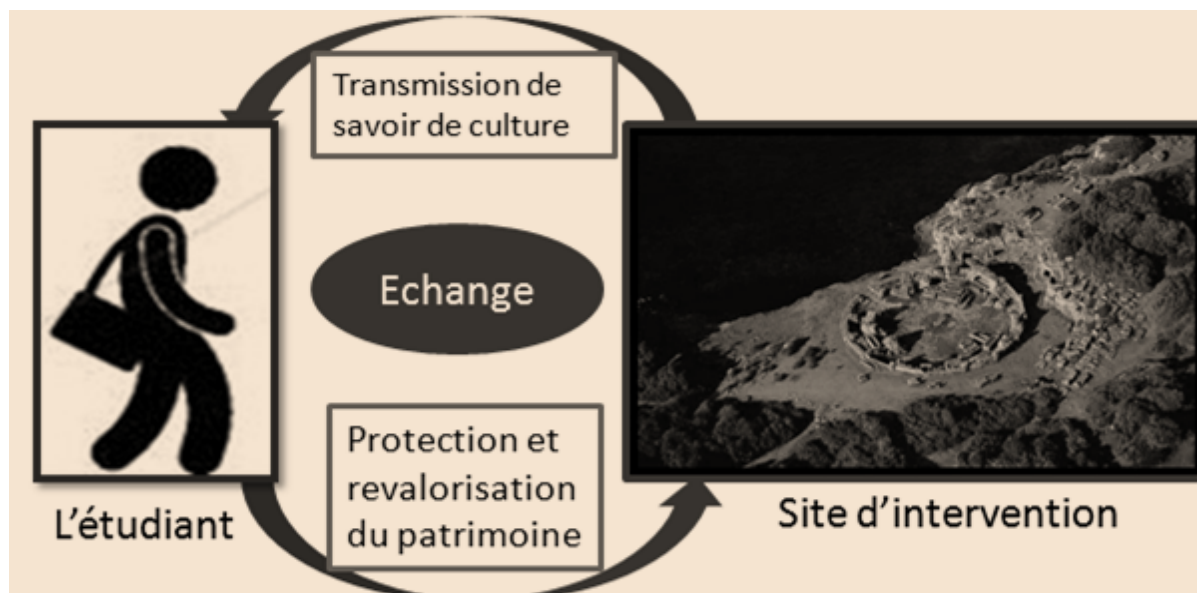 Transmission de
savoir de culture
Echange
Protection et
revalorisation
du patrimoine
L'étudiant
Site d'intervention